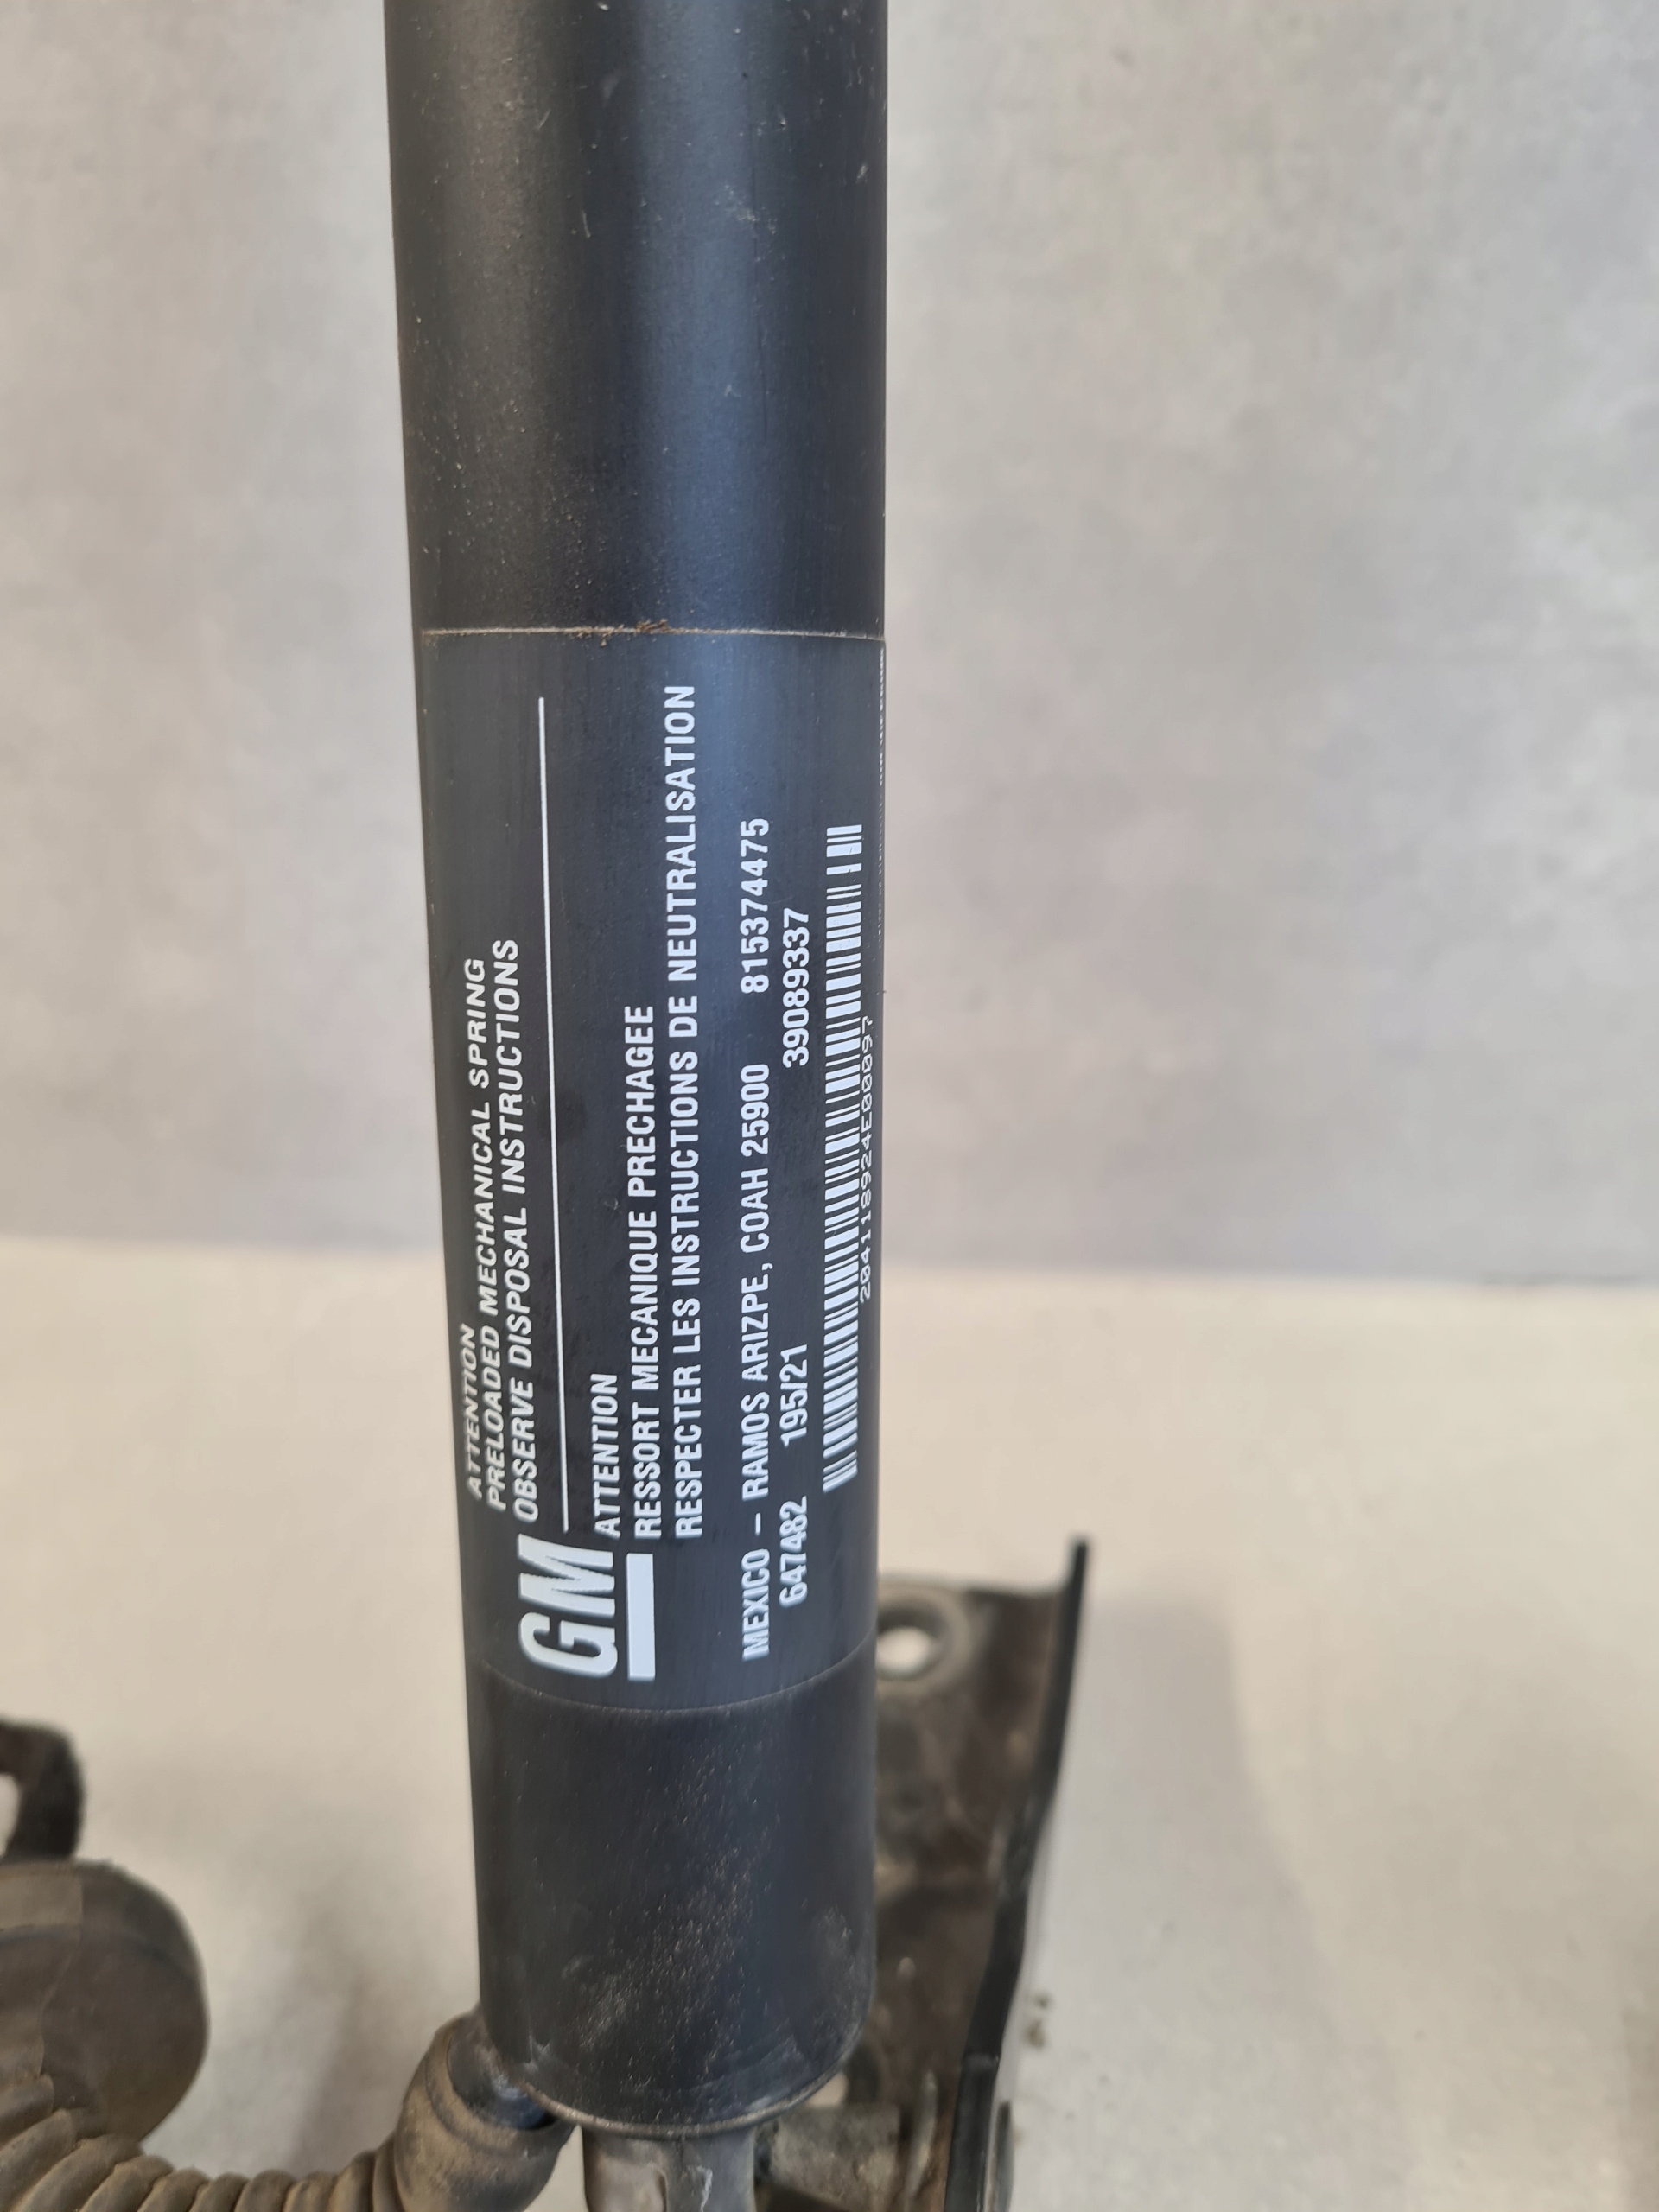 ATTENTION
PRELOADED MECHANICAL SPRING
OBSERVE DISPOSAL INSTRUCTIONS
GM
ATTENTION
RESSORT MECANIQUE PRECHAGEE
RESPECTER LES INSTRUCTIONS DE NEUTRALISATION
MEXICO - RAMOS ARIZPE, COAH 25900 815374475
647482 195/21 39089337
204118924E00097